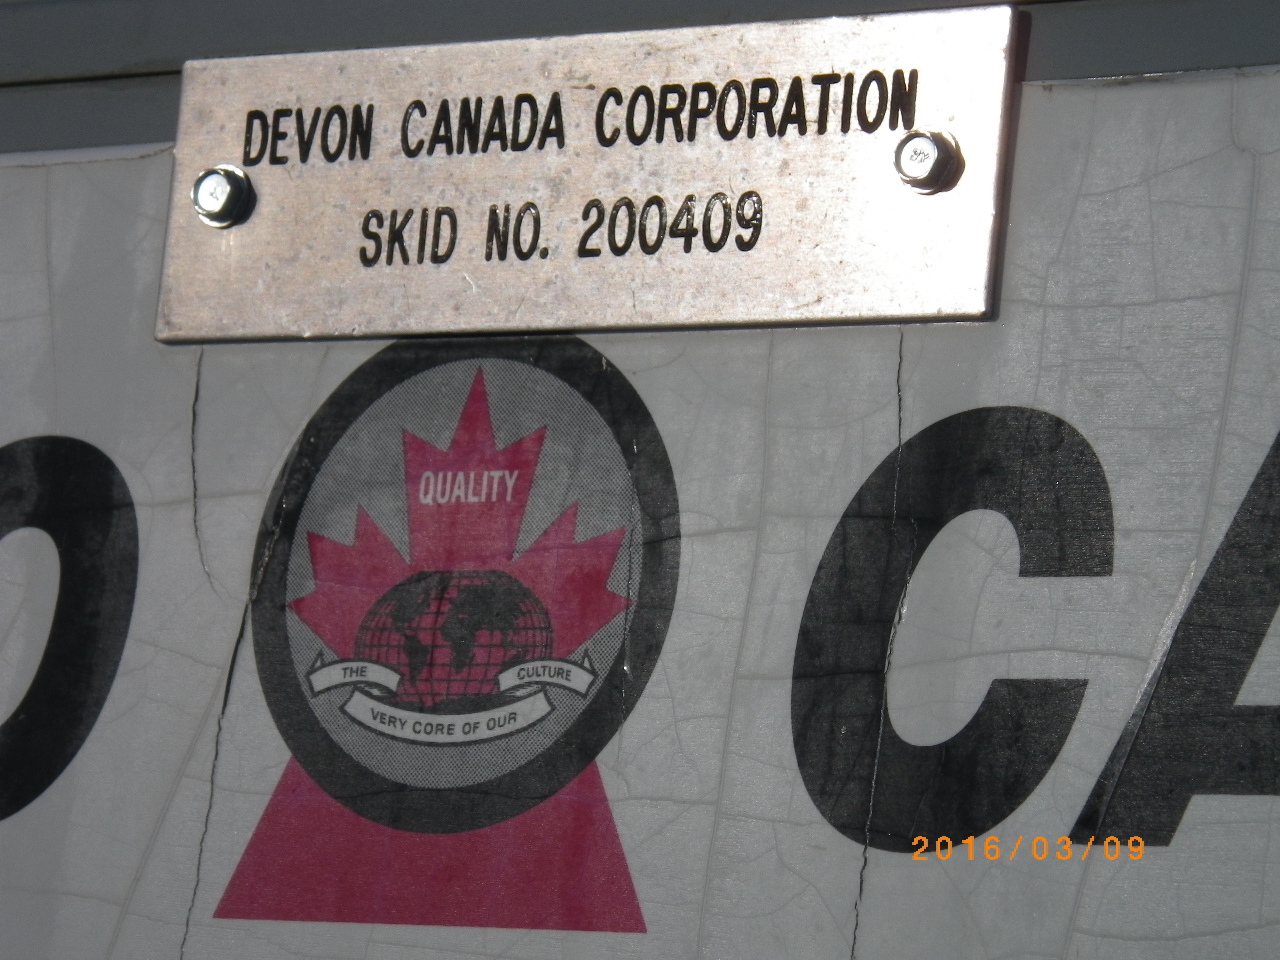 DEVON CANADA CORPORATION
SKID NO. 200409
O CA
QUALITY
THE
VERY CORE OF OUR
CULTURE
2016/03/09